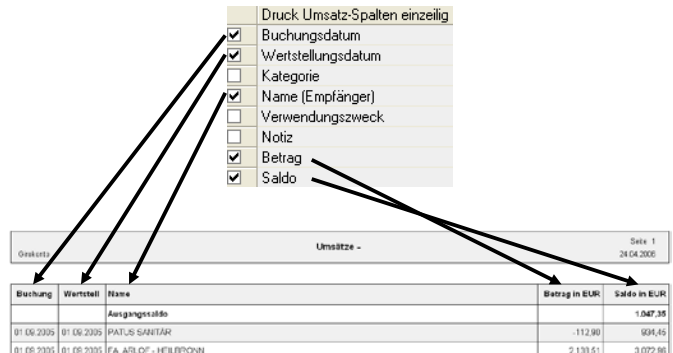 Druck Umsatz-Spalten einzeilig
Buchungsdatum
Wertstellungsdatum
Kategorie
Name (Empfänger)
Verwendungszweck
Notiz
Betrag
Saldo
Girokonto Umsätze - Seite 1
24.04.2006
Buchung Wertstell Name Betrag in EUR Saldo in EUR
Ausgangssaldo 1.047,35
01.09.2005 01.09.2005 PATUS SANITÄR -112,90 934,45
01.09.2005 01.09.2005 FA. HEILBRONN 2.138,51 3.072,96